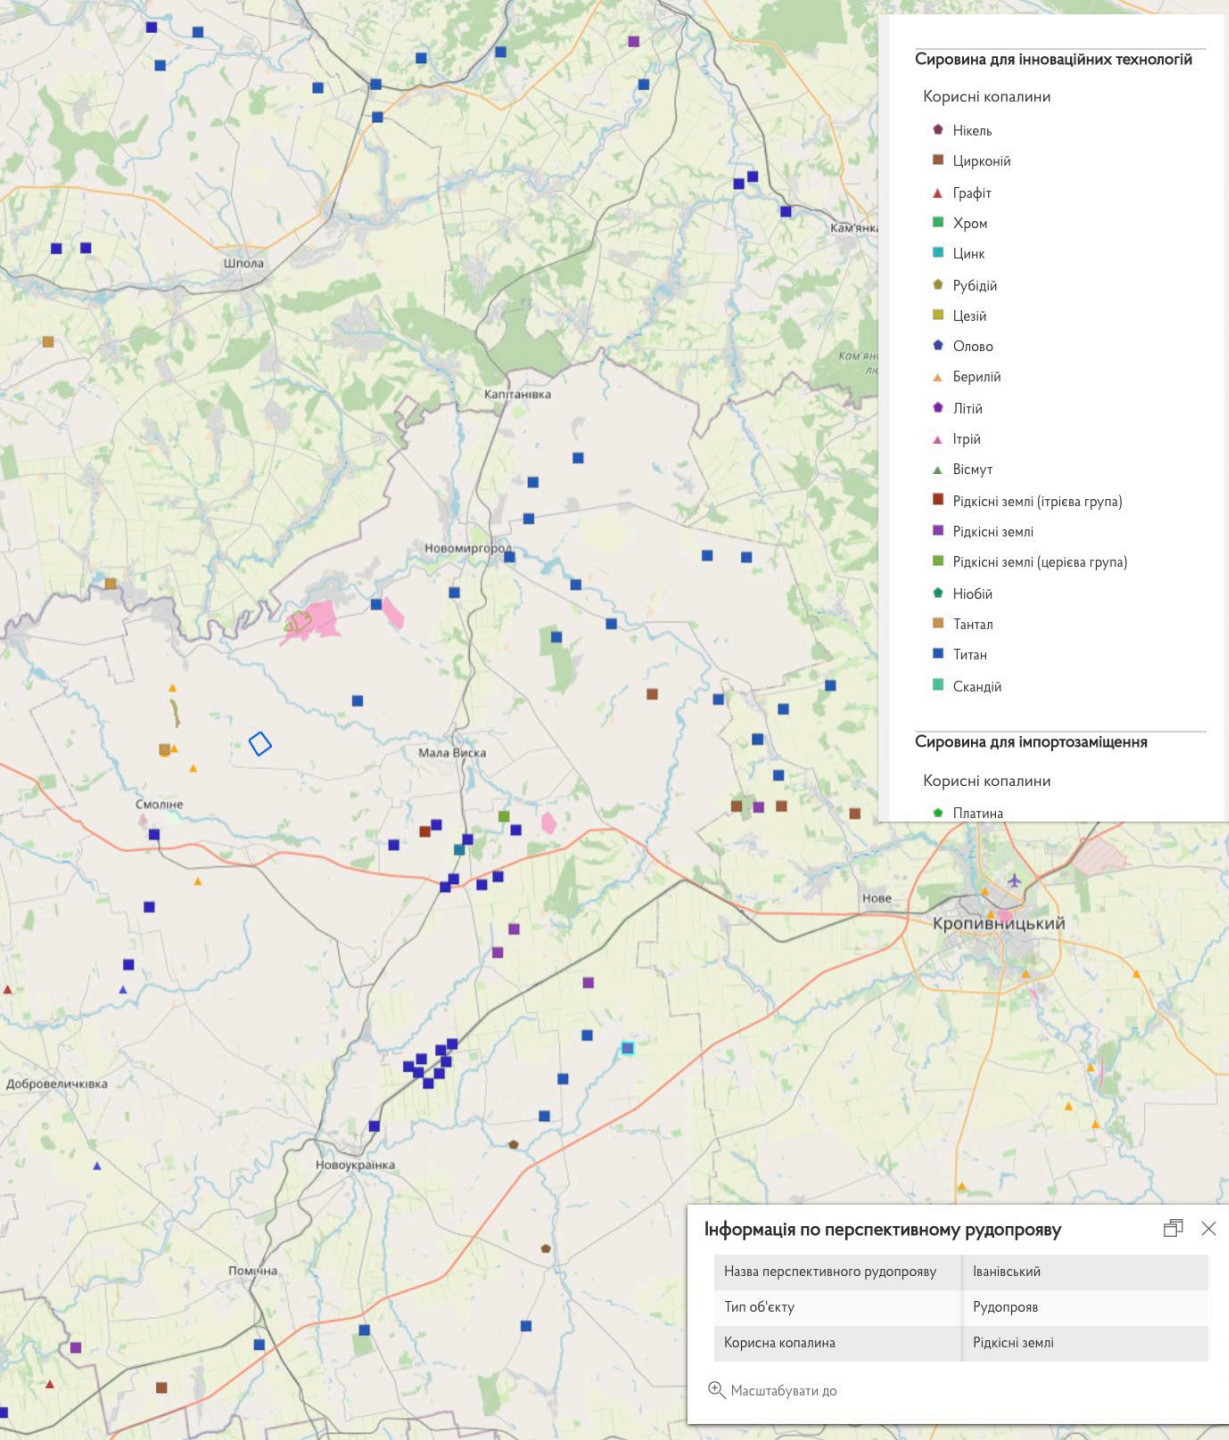 Сировина для інноваційних технологій
Корисні копалини
Нікель
Цирконій
Графіт
Хром
Цинк
Рубідій
Цезій
Олово
Берилій
Літій
Ітрій
Вісмут
Рідкісні землі (ітрієва група)
Рідкісні землі
Рідкісні землі (церієва група)
Ніобій
Тантал
Титан
Скандій
Сировина для імпортозаміщення
Корисні копалини
Платина
Кам'янка
Шпола
Кам'ян
лю
Капітанівка
Новомиргород
Мала Виска
Смоліне
Нове
Кропивницький
Добровеличківка
Новоукраїнка
Помічна
Інформація по перспективному рудопрояву
Назва перспективного рудопрояву Іванівський
Тип об'єкту Рудопрояв
Корисна копалина Рідкісні землі
Масштабувати до